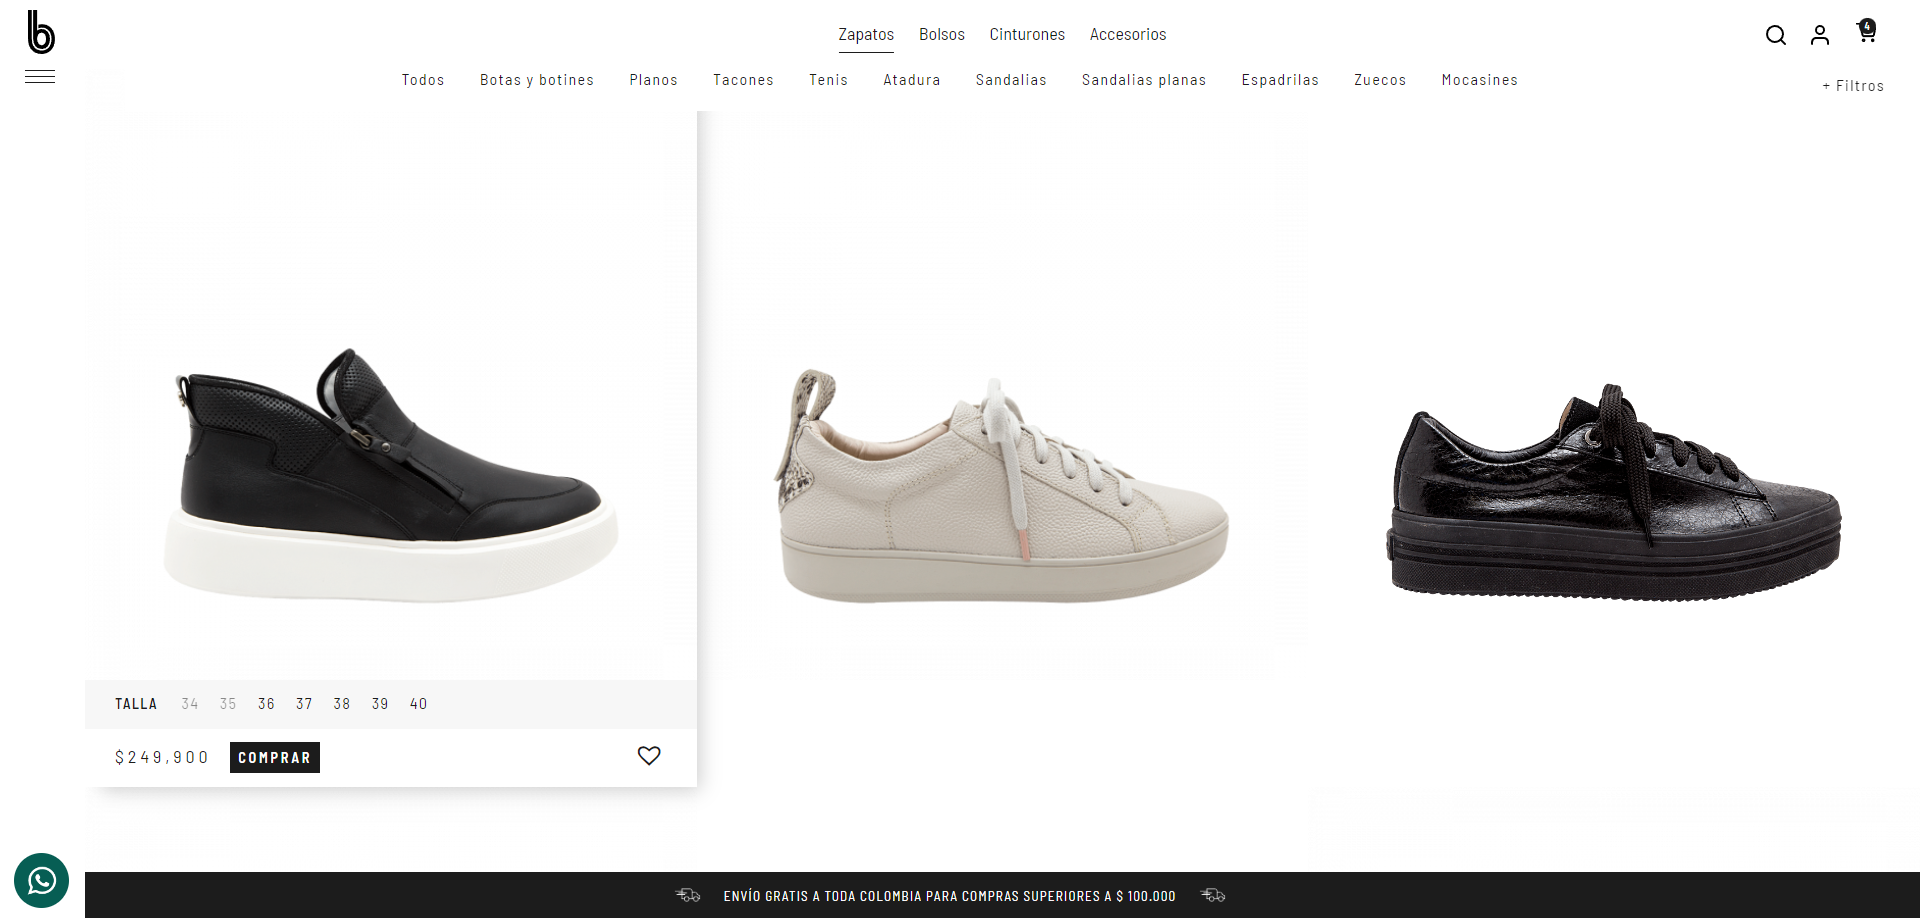 b
Zapatos Bolsos Cinturones Accesorios
4
Todos Botas y botines Planos Tacones Tenis Atadura Sandalias Sandalias planas Espadrilas Zuecos Mocasines
+ Filtros
TALLA 34 35 36 37 38 39 40
$249,900 COMPRAR
ENVÍO GRATIS A TODA COLOMBIA PARA COMPRAS SUPERIORES A $ 100.000